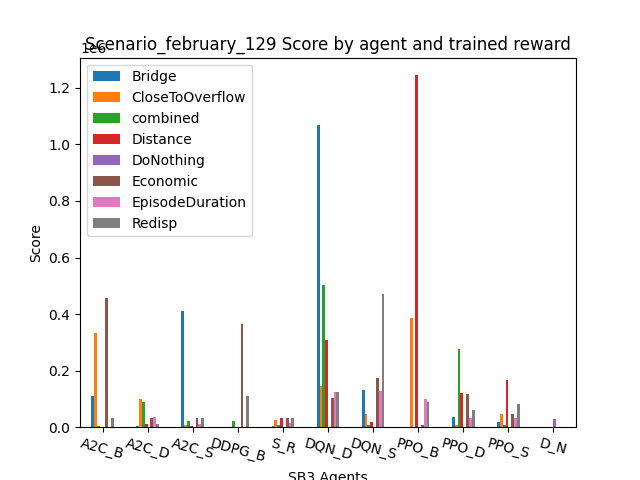 Scenario_february_129 Score by agent and trained reward
1e6
Bridge
CloseToOverflow
combined
Distance
DoNothing
Economic
EpisodeDuration
Redisp
1.2
1.0
0.8
0.6
0.4
0.2
0.0
Score
A2C_B A2C_D A2C_S DDPG_B S_R DQN_D DQN_S PPO_B PPO_D PPO_S D_N
SB3 Agents